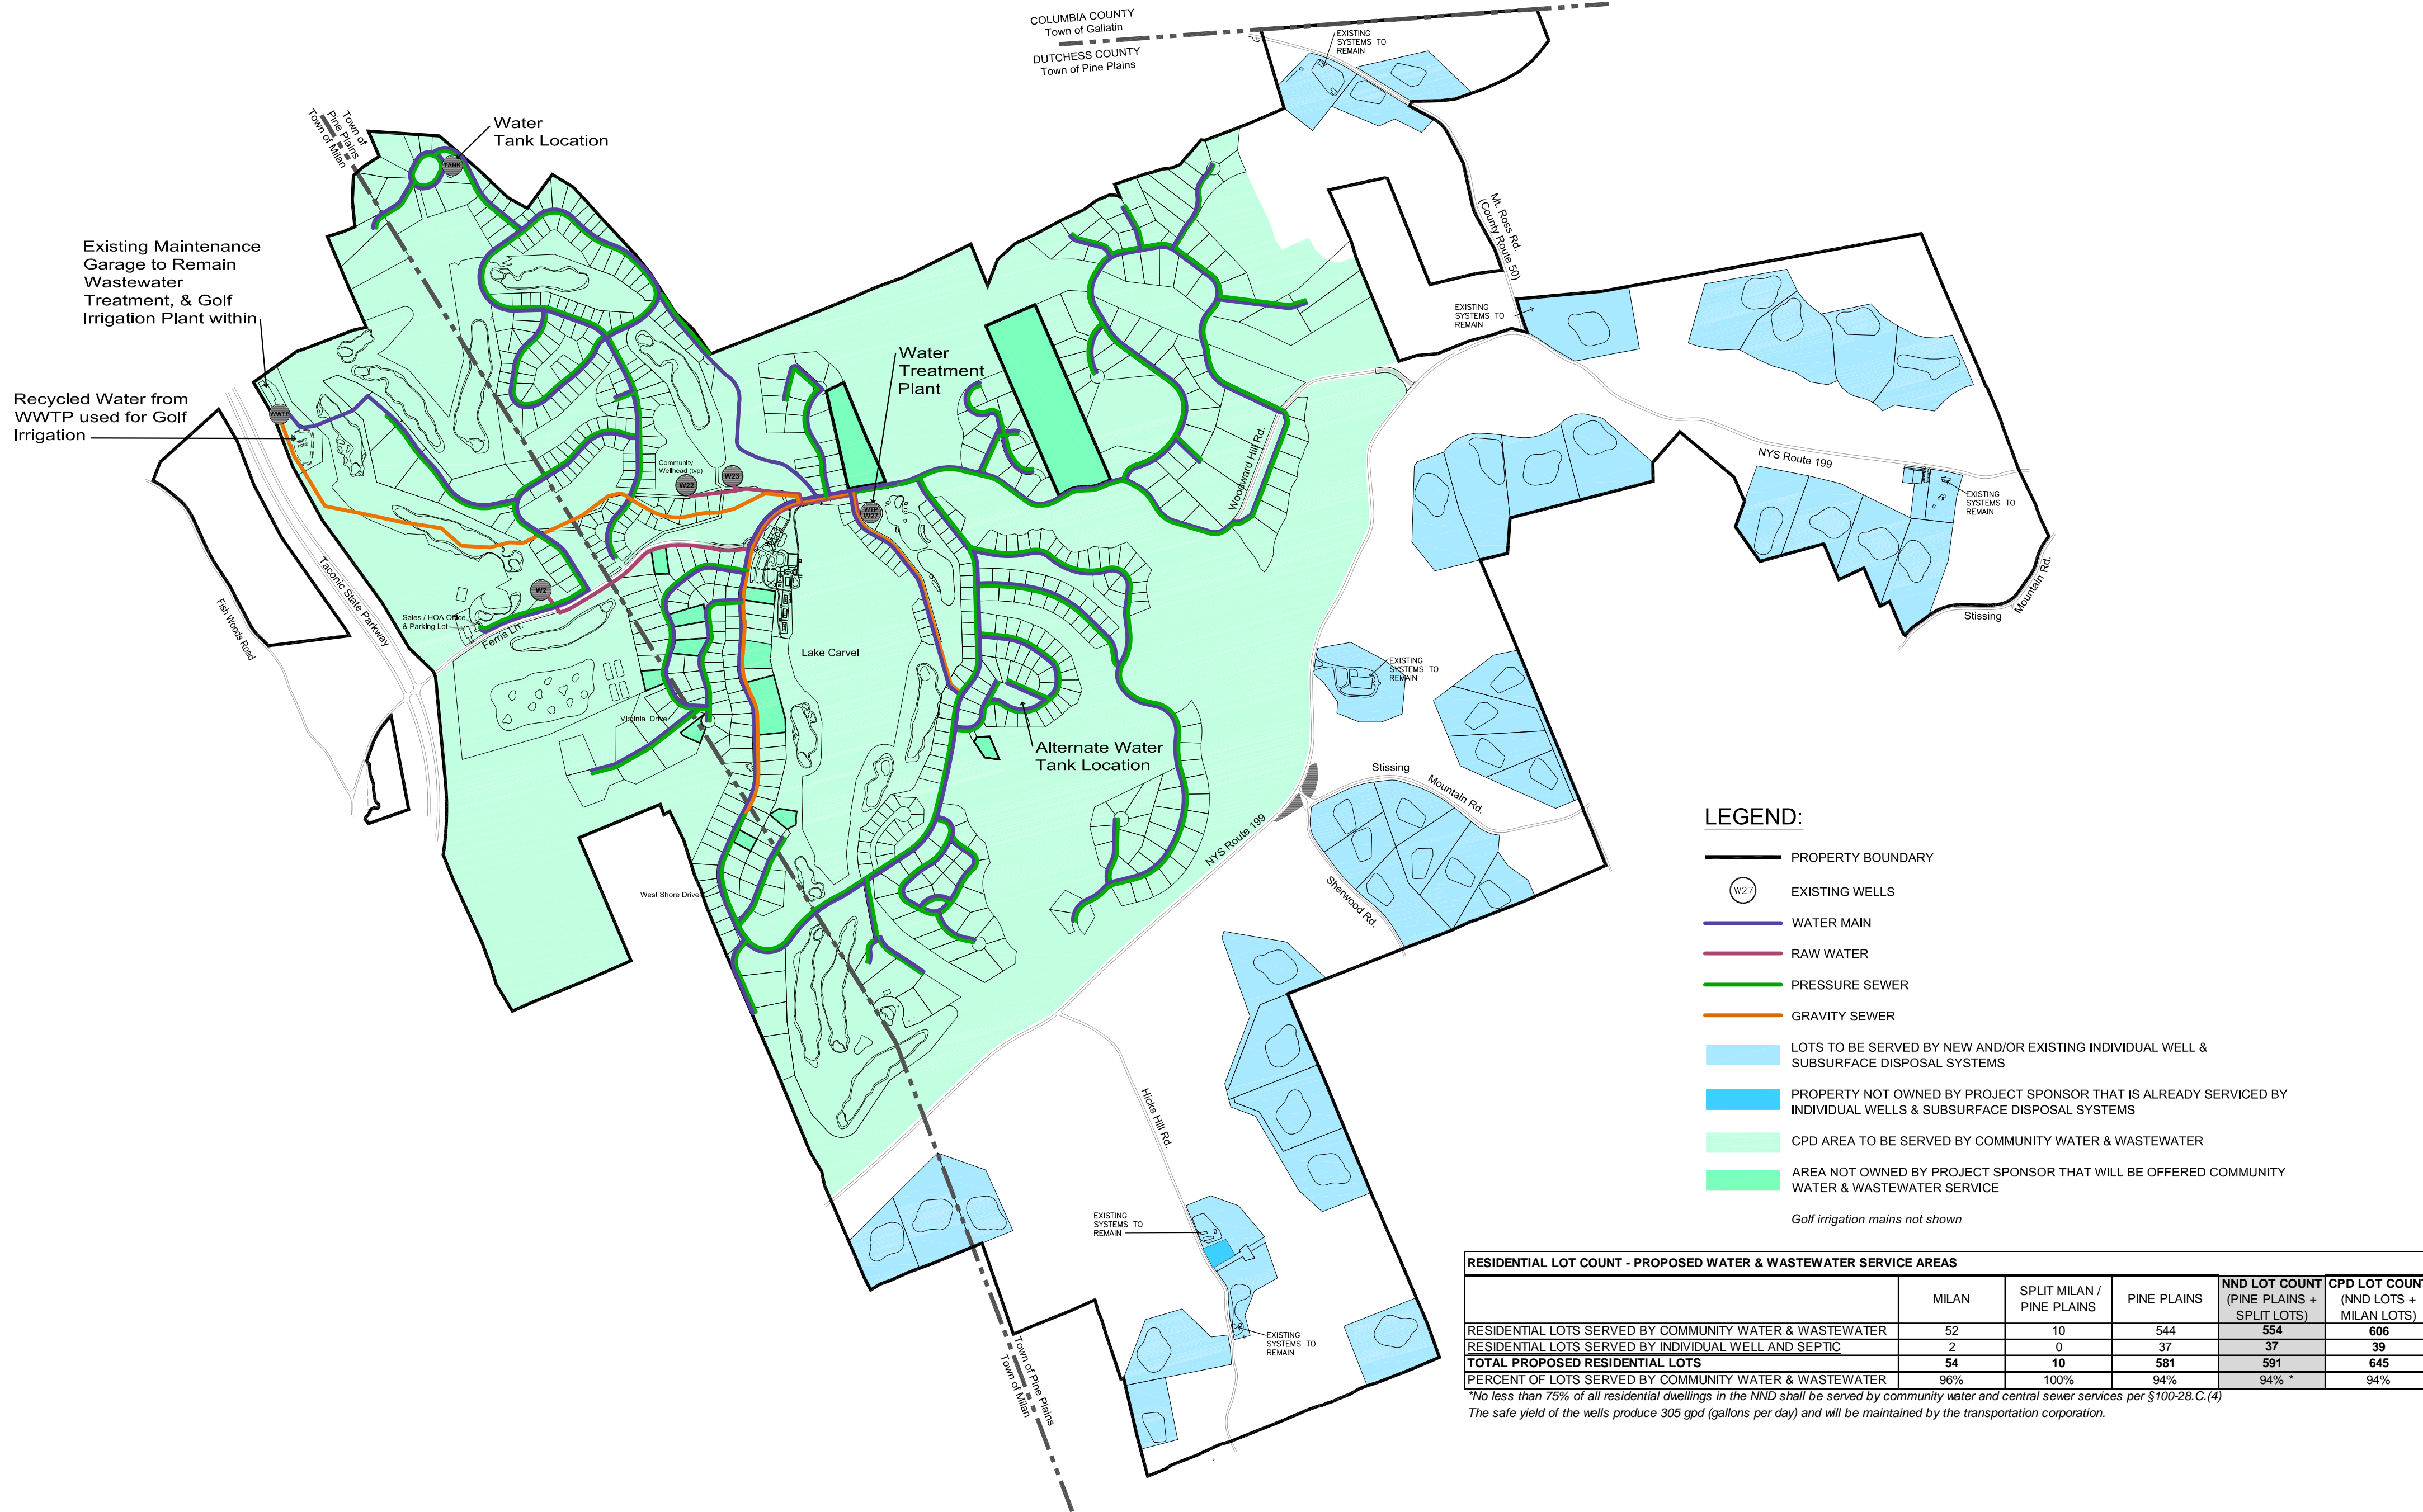 COLUMBIA COUNTY
Town of Gallatin
DUTCHESS COUNTY
Town of Pine Plains
EXISTING
SYSTEMS TO
REMAIN
Town of
Pine Plains
Town of Milan
Water
Tank Location
TANK
Existing Maintenance
Garage to Remain
Wastewater
Treatment, & Golf
Irrigation Plant within
Recycled Water from
WWTP used for Golf
Irrigation
WWTP
WWTP
POND
Mt. Ross Rd.
(County Route 50)
EXISTING
SYSTEMS TO
REMAIN
Water
Treatment
Plant
Community
Wellhead (typ)
W22
W23
WTP
W27
Woodward Hill Rd.
NYS Route 199
EXISTING
SYSTEMS TO
REMAIN
Stissing
Mountain Rd.
Taconic State Parkway
Fish Woods Road
W2
Sales / HOA Office
& Parking Lot
Ferris Ln.
Lake Carvel
Virginia Drive
EXISTING
SYSTEMS TO
REMAIN
Alternate Water
Tank Location
Stissing
Mountain Rd.
NYS Route 199
Sherwood Rd.
West Shore Drive
Hicks Hill Rd.
EXISTING
SYSTEMS TO
REMAIN
EXISTING
SYSTEMS TO
REMAIN
Town of Pine Plains
Town of Milan
LEGEND:
PROPERTY BOUNDARY
W27 EXISTING WELLS
WATER MAIN
RAW WATER
PRESSURE SEWER
GRAVITY SEWER
LOTS TO BE SERVED BY NEW AND/OR EXISTING INDIVIDUAL WELL &
SUBSURFACE DISPOSAL SYSTEMS
PROPERTY NOT OWNED BY PROJECT SPONSOR THAT IS ALREADY SERVICED BY
INDIVIDUAL WELLS & SUBSURFACE DISPOSAL SYSTEMS
CPD AREA TO BE SERVED BY COMMUNITY WATER & WASTEWATER
AREA NOT OWNED BY PROJECT SPONSOR THAT WILL BE OFFERED COMMUNITY
WATER & WASTEWATER SERVICE
Golf irrigation mains not shown
RESIDENTIAL LOT COUNT - PROPOSED WATER & WASTEWATER SERVICE AREAS
MILAN SPLIT MILAN / PINE PLAINS PINE PLAINS NND LOT COUNT (PINE PLAINS + SPLIT LOTS) CPD LOT COUNT (NND LOTS + MILAN LOTS)
RESIDENTIAL LOTS SERVED BY COMMUNITY WATER & WASTEWATER 52 10 544 554 606
RESIDENTIAL LOTS SERVED BY INDIVIDUAL WELL AND SEPTIC 2 0 37 37 39
TOTAL PROPOSED RESIDENTIAL LOTS 54 10 581 591 645
PERCENT OF LOTS SERVED BY COMMUNITY WATER & WASTEWATER 96% 100% 94% 94% * 94%
*No less than 75% of all residential dwellings in the NND shall be served by community water and central sewer services per §100-28.C.(4)
The safe yield of the wells produce 305 gpd (gallons per day) and will be maintained by the transportation corporation.